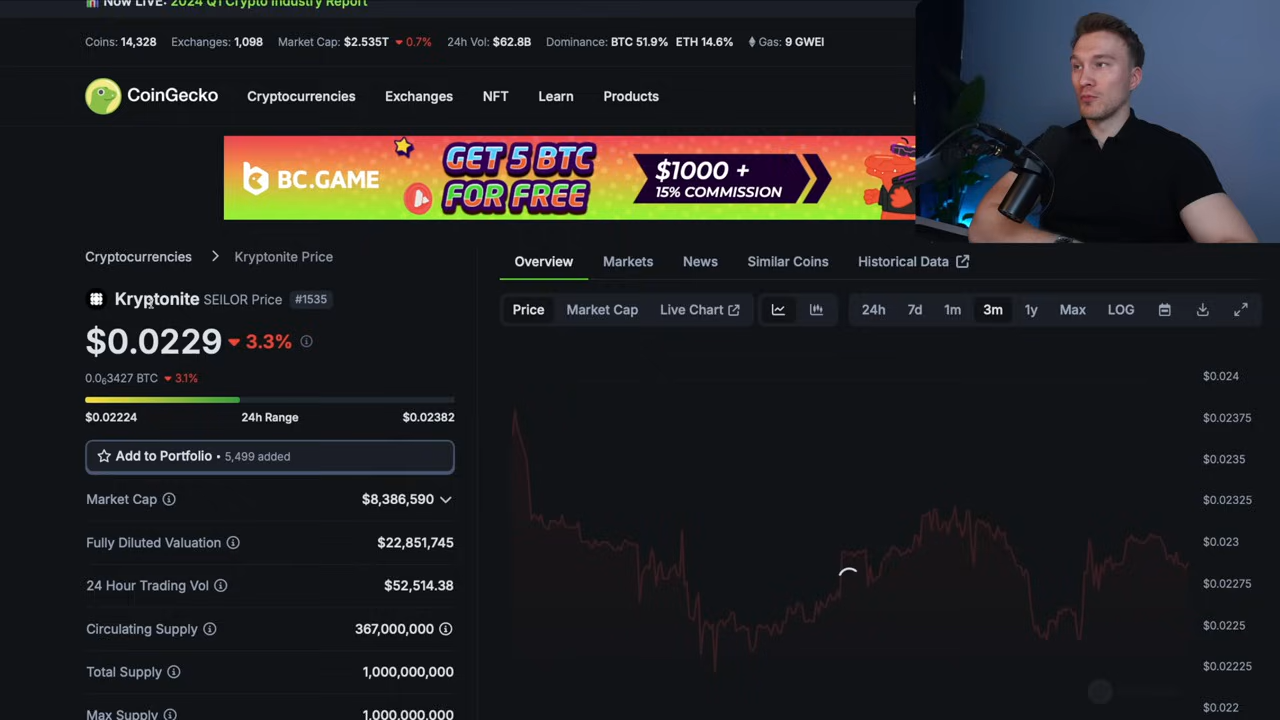 Now LIVE: 2024 Q1 Crypto Industry Report
Coins: 14,328 Exchanges: 1,098 Market Cap: $2.535T 0.7% 24h Vol: $62.8B Dominance: BTC 51.9% ETH 14.6% Gas: 9 GWEI
CoinGecko Cryptocurrencies Exchanges NFT Learn Products
BC.GAME
GET 5 BTC
FOR FREE
$1000 +
15% COMMISSION
Cryptocurrencies > Kryptonite Price
Kryptonite SEILOR Price #1535
$0.0229 3.3%
0.0₆3427 BTC 3.1%
$0.02224 24h Range $0.02382
Add to Portfolio • 5,499 added
Market Cap $8,386,590
Fully Diluted Valuation $22,851,745
24 Hour Trading Vol $52,514.38
Circulating Supply 367,000,000
Total Supply 1,000,000,000
Max Supply 1,000,000,000
Overview Markets News Similar Coins Historical Data
Price Market Cap Live Chart 24h 7d 1m 3m 1y Max LOG
$0.024
$0.02375
$0.0235
$0.02325
$0.023
$0.02275
$0.0225
$0.02225
$0.022